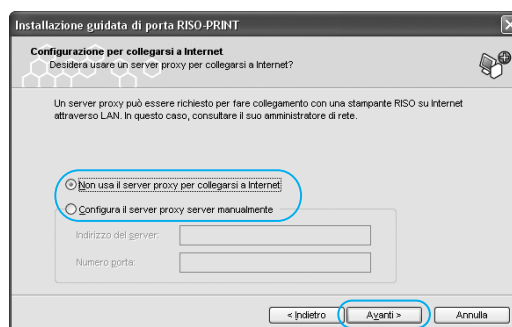 Installazione guidata di porta RISO-PRINT
Configurazione per collegarsi a Internet
Desidera usare un server proxy per collegarsi a Internet?
Un server proxy può essere richiesto per fare collegamento con una stampante RISO su Internet
attraverso LAN. In questo caso, consultare il suo amministratore di rete.
Non usa il server proxy per collegarsi a Internet
Configura il server proxy server manualmente
Indirizzo del server:
Numero porta:
< Indietro Avanti > Annulla